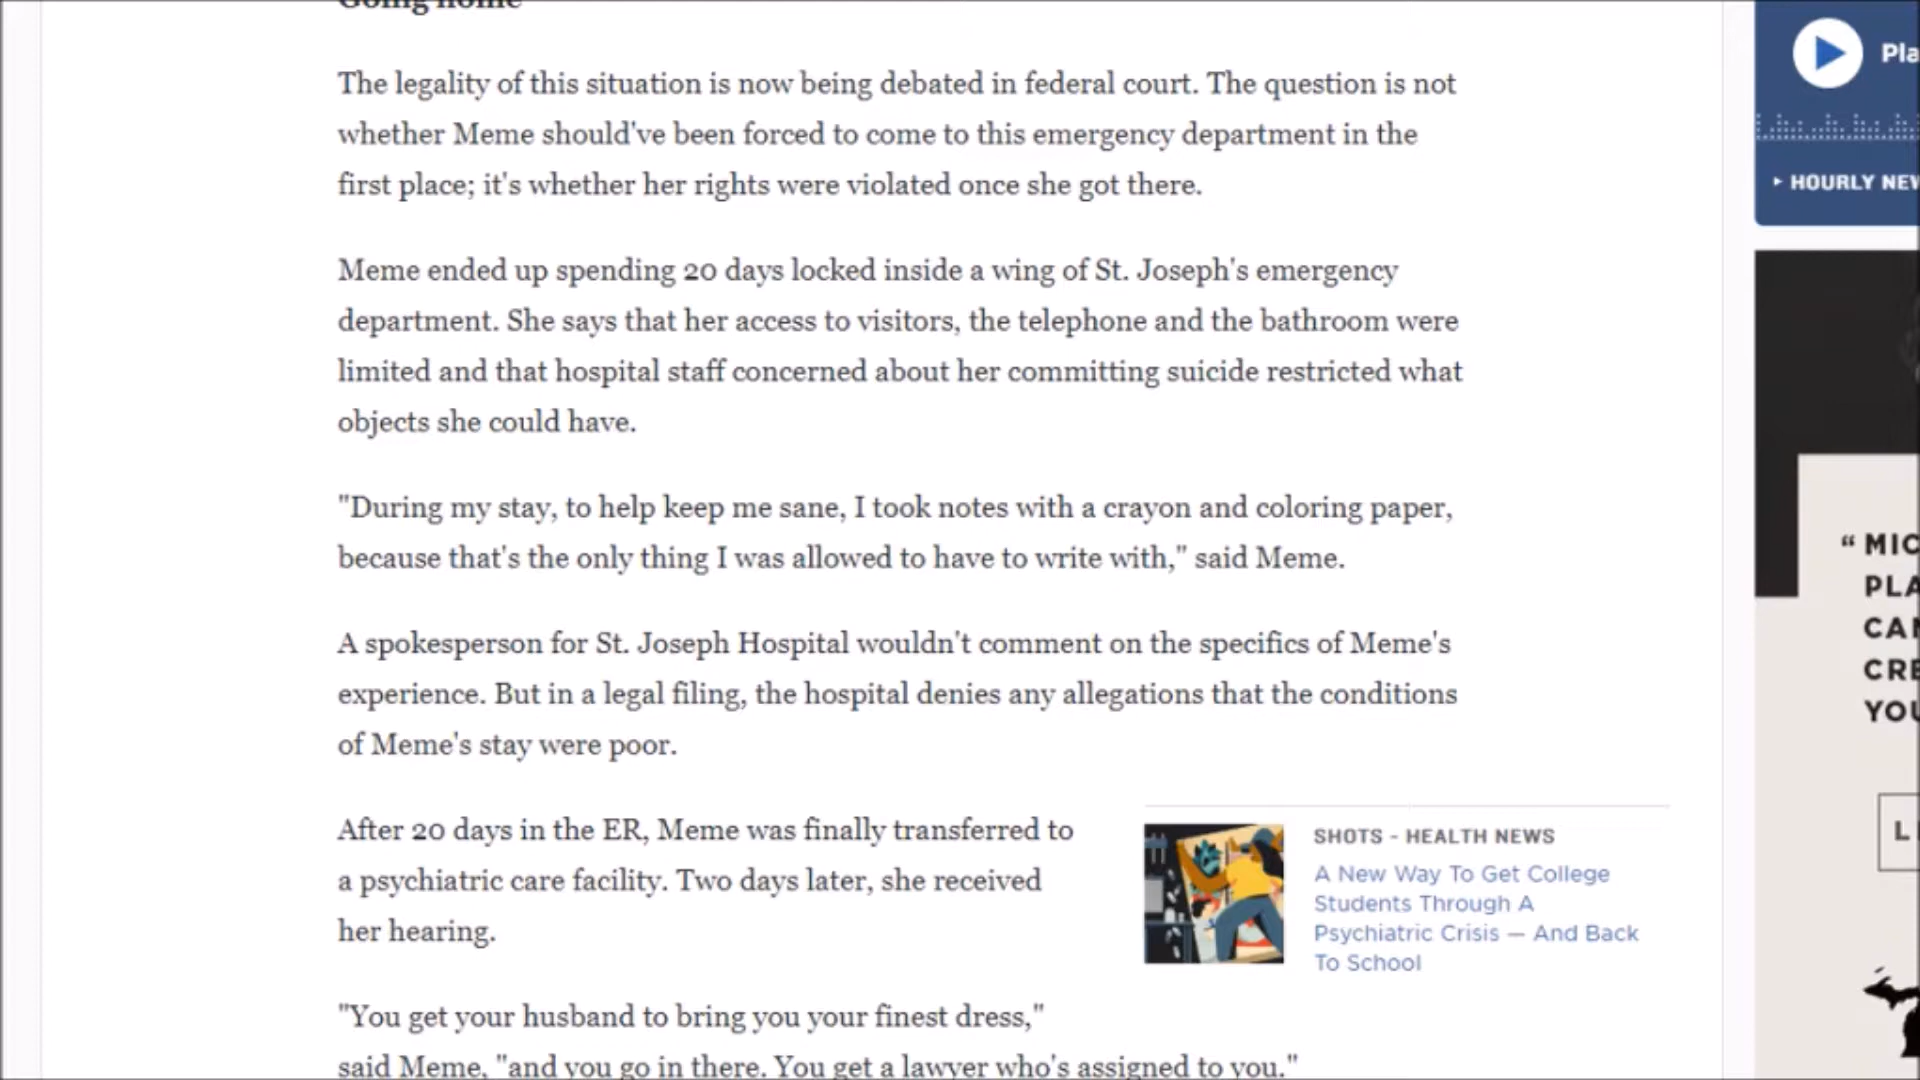 Going home
The legality of this situation is now being debated in federal court. The question is not
whether Meme should've been forced to come to this emergency department in the
first place; it's whether her rights were violated once she got there.
Meme ended up spending 20 days locked inside a wing of St. Joseph's emergency
department. She says that her access to visitors, the telephone and the bathroom were
limited and that hospital staff concerned about her committing suicide restricted what
objects she could have.
"During my stay, to help keep me sane, I took notes with a crayon and coloring paper,
because that's the only thing I was allowed to have to write with," said Meme.
A spokesperson for St. Joseph Hospital wouldn't comment on the specifics of Meme's
experience. But in a legal filing, the hospital denies any allegations that the conditions
of Meme's stay were poor.
After 20 days in the ER, Meme was finally transferred to
a psychiatric care facility. Two days later, she received
her hearing.
"You get your husband to bring you your finest dress,"
said Meme, "and you go in there. You get a lawyer who's assigned to you."
SHOTS - HEALTH NEWS
A New Way To Get College
Students Through A
Psychiatric Crisis — And Back
To School
Pla
HOURLY NEW
“ MIC
PLA
CAN
CRE
YOU
L